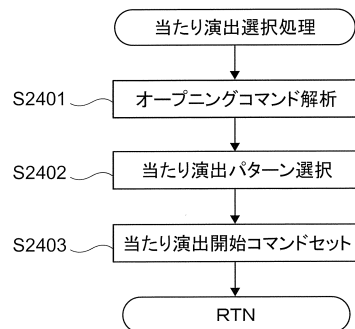 当たり演出選択処理
S2401
オープニングコマンド解析
S2402
当たり演出パターン選択
S2403
当たり演出開始コマンドセット
RTN